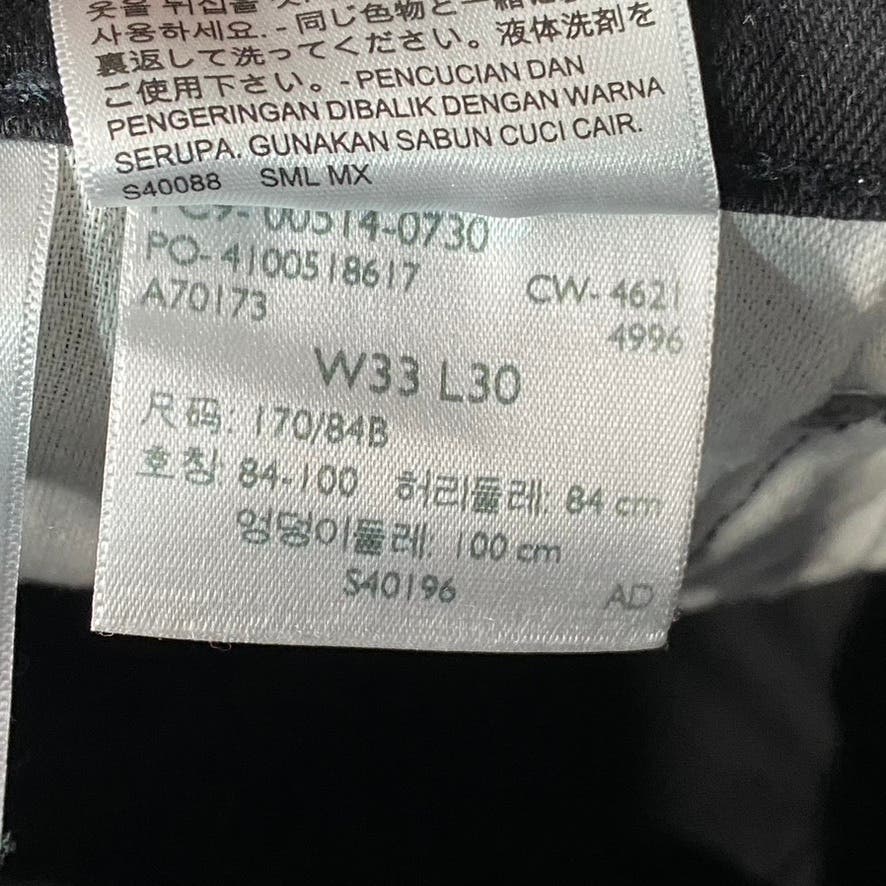 사용하세요. - 同じ色物と一緒に
裏返して洗ってください。液体洗剤を
ご使用下さい。- PENCUCIAN DAN
PENGERINGAN DIBALIK DENGAN WARNA
SERUPA. GUNAKAN SABUN CUCI CAIR.
S40088 SML MX
PC9- 00514-0730
PO- 4100518617
CW- 4621
A70173
4996
W33 L30
尺码: 170/84B
호칭: 84-100 허리둘레: 84 cm
엉덩이둘레: 100 cm
S40196
AD